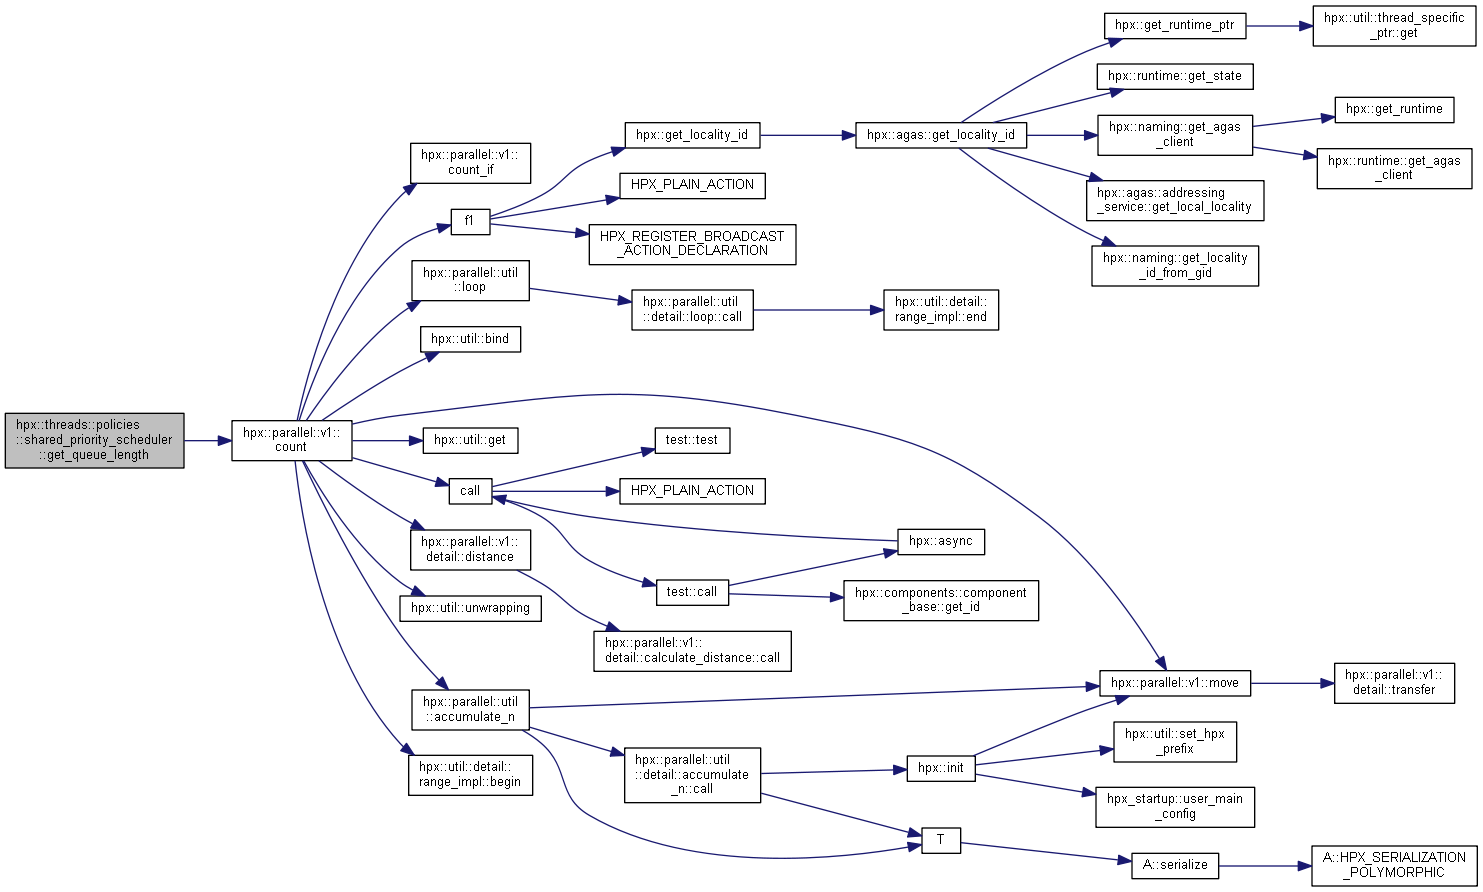 hpx::threads::policies
::shared_priority_scheduler
::get_queue_length
hpx::parallel::v1::
count
hpx::parallel::v1::
count_if
f1
hpx::parallel::util
::loop
hpx::util::bind
hpx::util::get
call
hpx::parallel::v1::
detail::distance
hpx::util::unwrapping
hpx::parallel::util
::accumulate_n
hpx::util::detail::
range_impl::begin
hpx::get_locality_id
HPX_PLAIN_ACTION
HPX_REGISTER_BROADCAST
_ACTION_DECLARATION
hpx::parallel::util
::detail::loop::call
test::test
HPX_PLAIN_ACTION
test::call
hpx::parallel::v1::
detail::calculate_distance::call
hpx::parallel::util
::detail::accumulate
_n::call
hpx::agas::get_locality_id
hpx::util::detail::
range_impl::end
hpx::async
hpx::components::component
_base::get_id
hpx::init
T
hpx::get_runtime_ptr
hpx::runtime::get_state
hpx::naming::get_agas
_client
hpx::agas::addressing
_service::get_local_locality
hpx::naming::get_locality
_id_from_gid
hpx::parallel::v1::move
hpx::util::set_hpx
_prefix
hpx_startup::user_main
_config
A::serialize
hpx::util::thread_specific
_ptr::get
hpx::get_runtime
hpx::runtime::get_agas
_client
hpx::parallel::v1::
detail::transfer
A::HPX_SERIALIZATION
_POLYMORPHIC